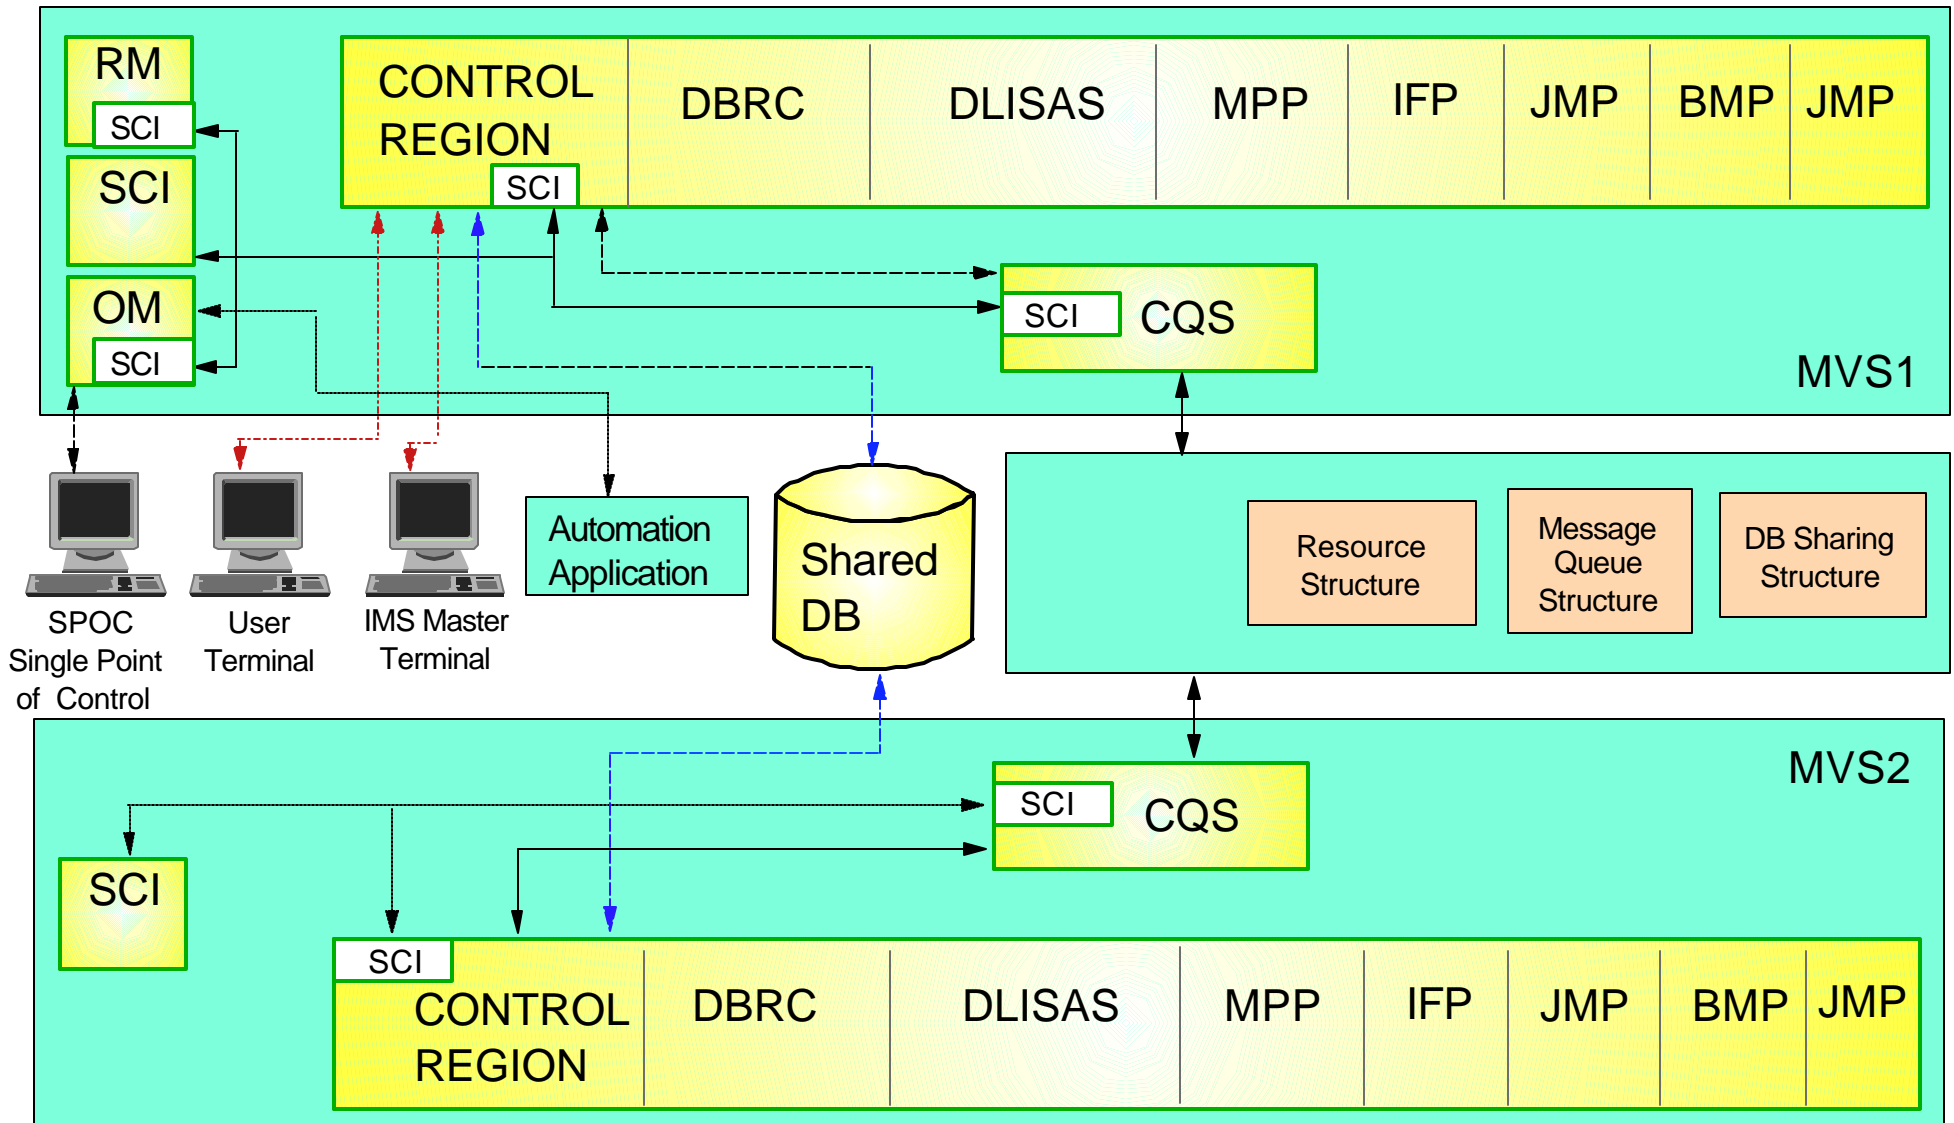 RM
SCI
SCI
OM
SCI
CONTROL
REGION
SCI
DBRC
DLISAS
MPP
IFP
JMP
BMP
JMP
SCI
CQS
MVS1
SPOC
Single Point
of Control
User
Terminal
IMS Master
Terminal
Automation
Application
Shared
DB
Resource
Structure
Message
Queue
Structure
DB Sharing
Structure
MVS2
SCI
CQS
SCI
SCI
CONTROL
REGION
DBRC
DLISAS
MPP
IFP
JMP
BMP
JMP